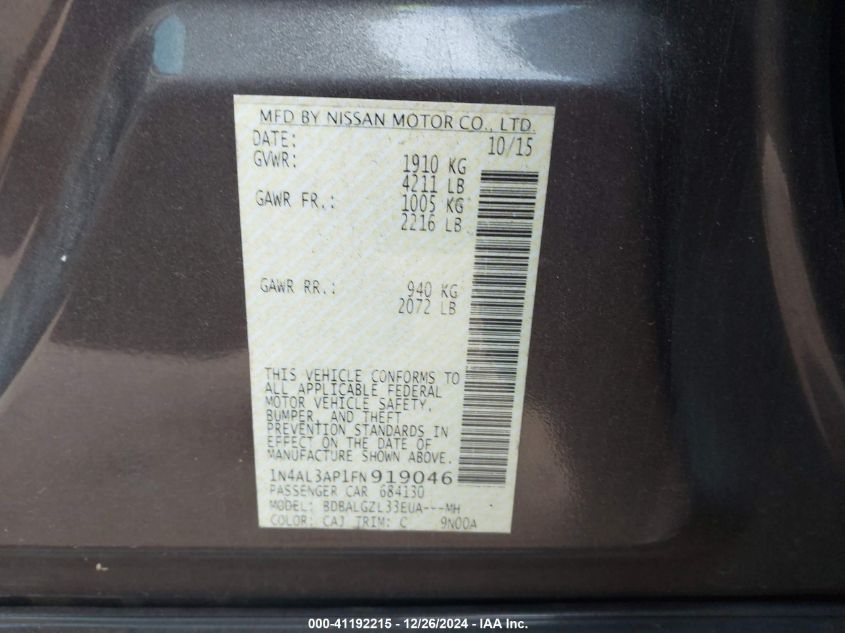 MFD BY NISSAN MOTOR CO., LTD.
DATE: 10/15
GVWR: 1910 KG
4211 LB
GAWR FR.: 1005 KG
2216 LB
GAWR RR.: 940 KG
2072 LB
THIS VEHICLE CONFORMS TO
ALL APPLICABLE FEDERAL
MOTOR VEHICLE SAFETY,
BUMPER, AND THEFT
PREVENTION STANDARDS IN
EFFECT ON THE DATE OF
MANUFACTURE SHOWN ABOVE.
1N4AL3AP1FN919046
PASSENGER CAR 684130
MODEL: BDBALGZL33EUA---MH
COLOR: CAJ TRIM: C 9N00A
000-41192215 - 12/26/2024 - IAA Inc.